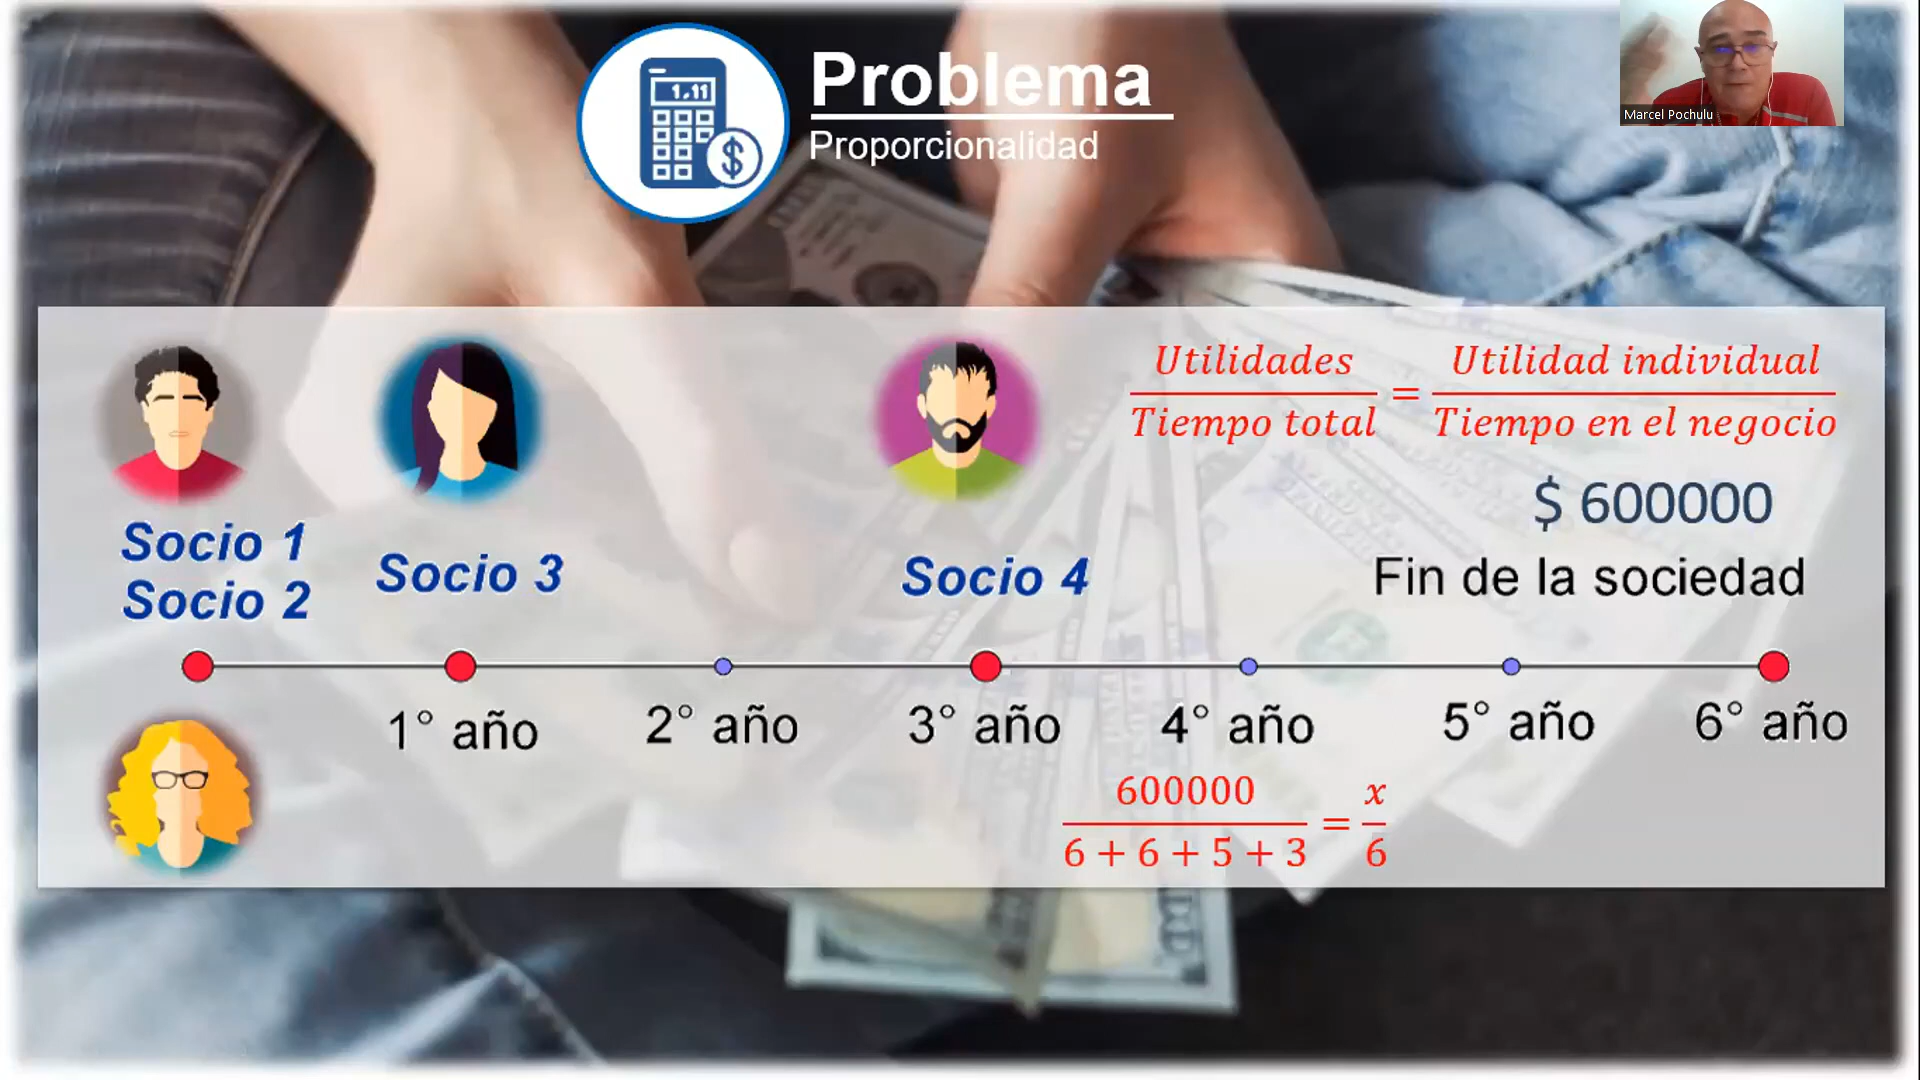 1.11
$
Problema
Proporcionalidad
Marcel Pochulu
Socio 1
Socio 2
Socio 3
Socio 4
Utilidades / Tiempo total = Utilidad individual / Tiempo en el negocio
$ 600000
Fin de la sociedad
1° año
2° año
3° año
4° año
5° año
6° año
600000 / 6 + 6 + 5 + 3 = x / 6